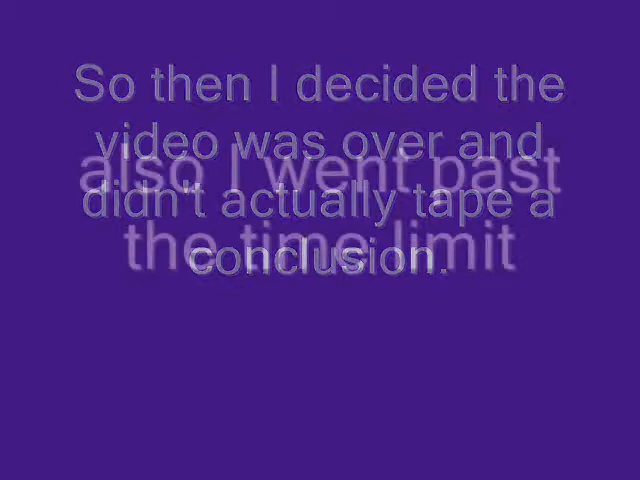 So then I decided the
video was over and
didn't actually tape a
conclusion.
also I went past
the time limit